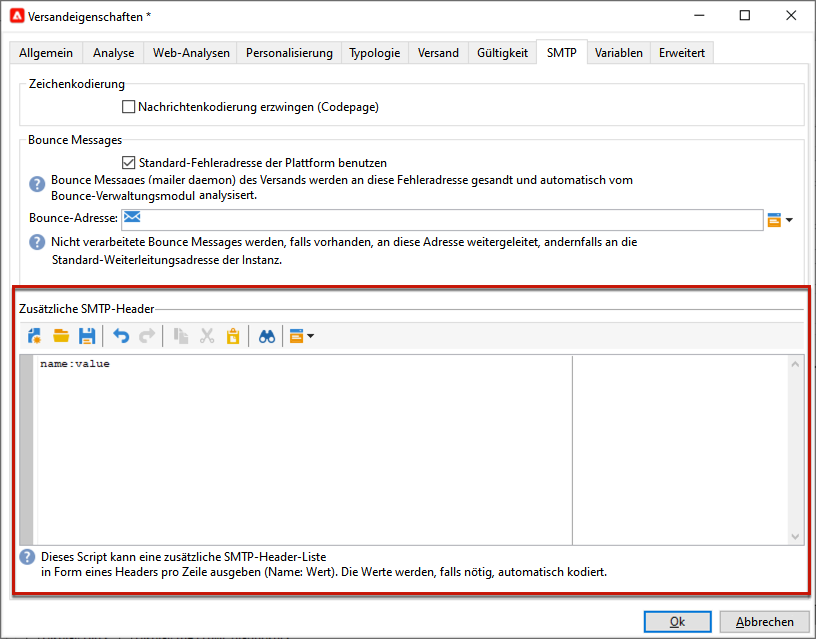 Versandeigenschaften *
Allgemein Analyse Web-Analysen Personalisierung Typologie Versand Gültigkeit SMTP Variablen Erweitert
Zeichenkodierung
Nachrichtenkodierung erzwingen (Codepage)
Bounce Messages
Standard-Fehleradresse der Plattform benutzen
Bounce Messages (mailer daemon) des Versands werden an diese Fehleradresse gesandt und automatisch vom
Bounce-Verwaltungsmodul analysisert.
Bounce-Adresse:
Nicht verarbeitete Bounce Messages werden, falls vorhanden, an diese Adresse weitergeleitet, andernfalls an die
Standard-Weiterleitungsadresse der Instanz.
Zusätzliche SMTP-Header
name:value
Dieses Script kann eine zusätzliche SMTP-Header-Liste
in Form eines Headers pro Zeile ausgeben (Name: Wert). Die Werte werden, falls nötig, automatisch kodiert.
Ok Abbrechen